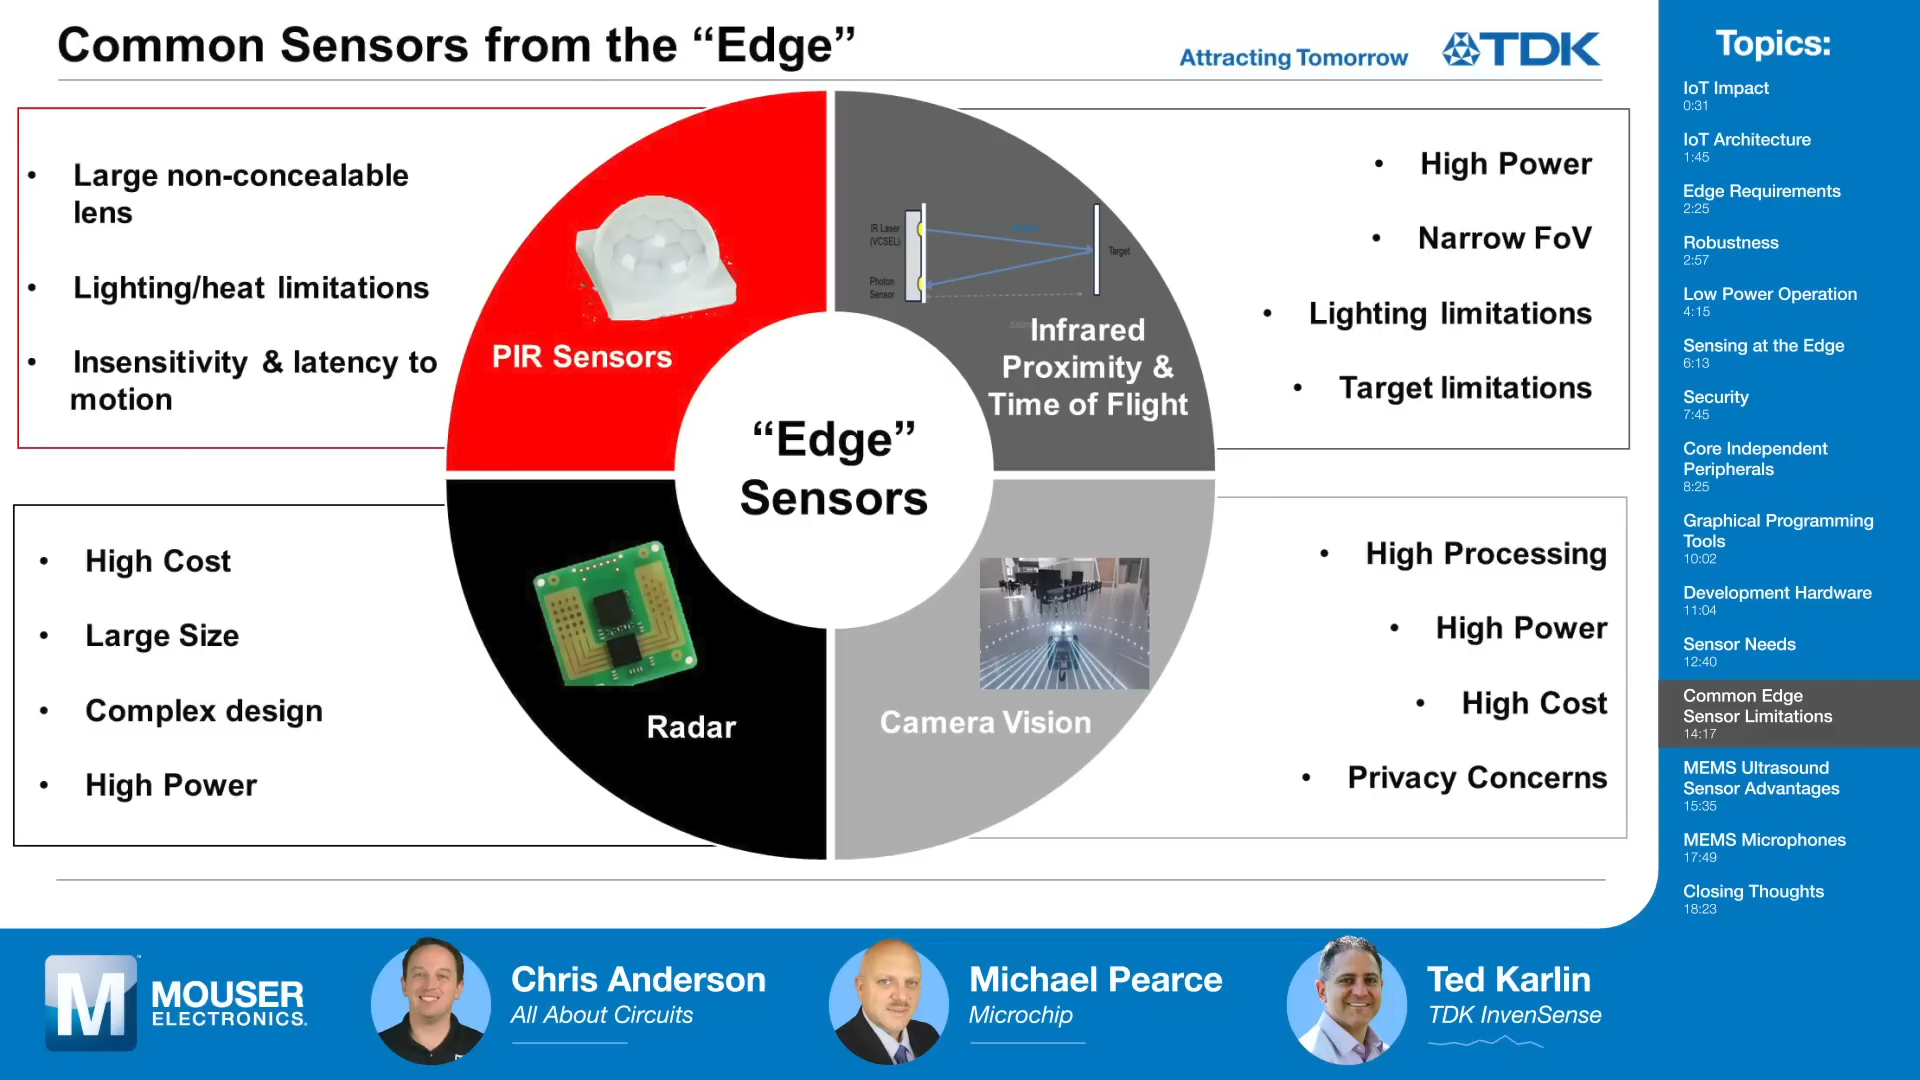 Common Sensors from the “Edge”
Attracting Tomorrow
TDK
• Large non-concealable
lens
• Lighting/heat limitations
• Insensitivity & latency to
motion
PIR Sensors
IR Laser
(VCSEL)
Photon
Sensor
Target
Infrared
Proximity &
Time of Flight
• High Power
• Narrow FoV
• Lighting limitations
• Target limitations
“Edge”
Sensors
• High Cost
• Large Size
• Complex design
• High Power
Radar
Camera Vision
• High Processing
• High Power
• High Cost
• Privacy Concerns
Topics:
IoT Impact
0:31
IoT Architecture
1:45
Edge Requirements
2:25
Robustness
2:57
Low Power Operation
4:15
Sensing at the Edge
6:13
Security
7:45
Core Independent
Peripherals
8:25
Graphical Programming
Tools
10:02
Development Hardware
11:04
Sensor Needs
12:40
Common Edge
Sensor Limitations
14:17
MEMS Ultrasound
Sensor Advantages
15:35
MEMS Microphones
17:49
Closing Thoughts
18:23
M
MOUSER
ELECTRONICS.
Chris Anderson
All About Circuits
Michael Pearce
Microchip
Ted Karlin
TDK InvenSense